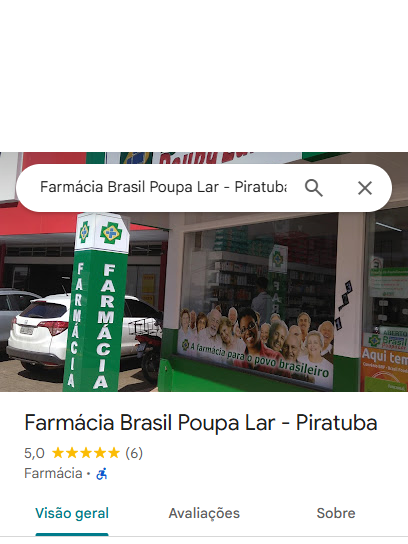 Poupa Lar
Farmácia Brasil Poupa Lar - Piratuba
FARMÁCIA
FARMÁCIA
A farmácia para o povo brasileiro
Aqui tem
Farmácia Brasil Poupa Lar - Piratuba
5,0 ★★★★★ (6)
Farmácia ·
Visão geral
Avaliações
Sobre